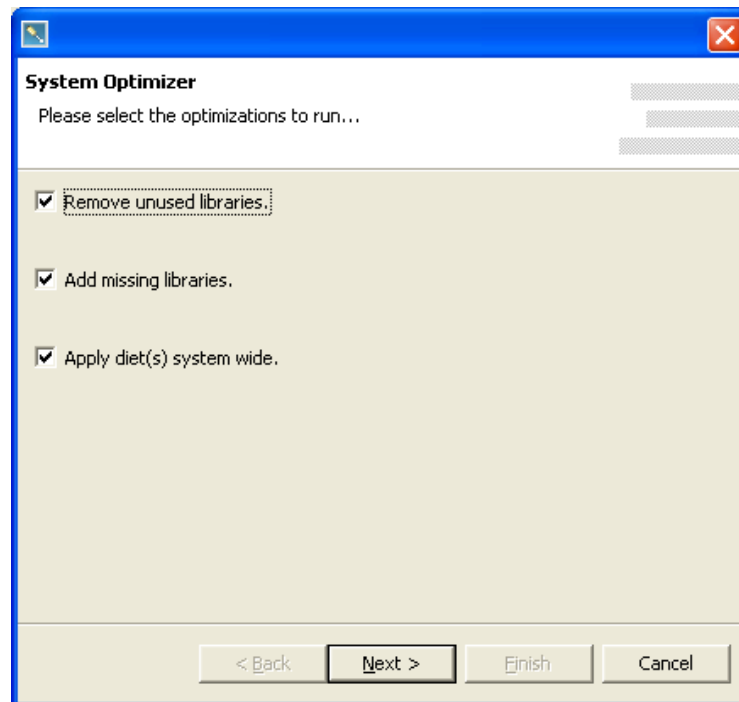 System Optimizer
Please select the optimizations to run...
Remove unused libraries.
Add missing libraries.
Apply diet(s) system wide.
< Back Next > Finish Cancel